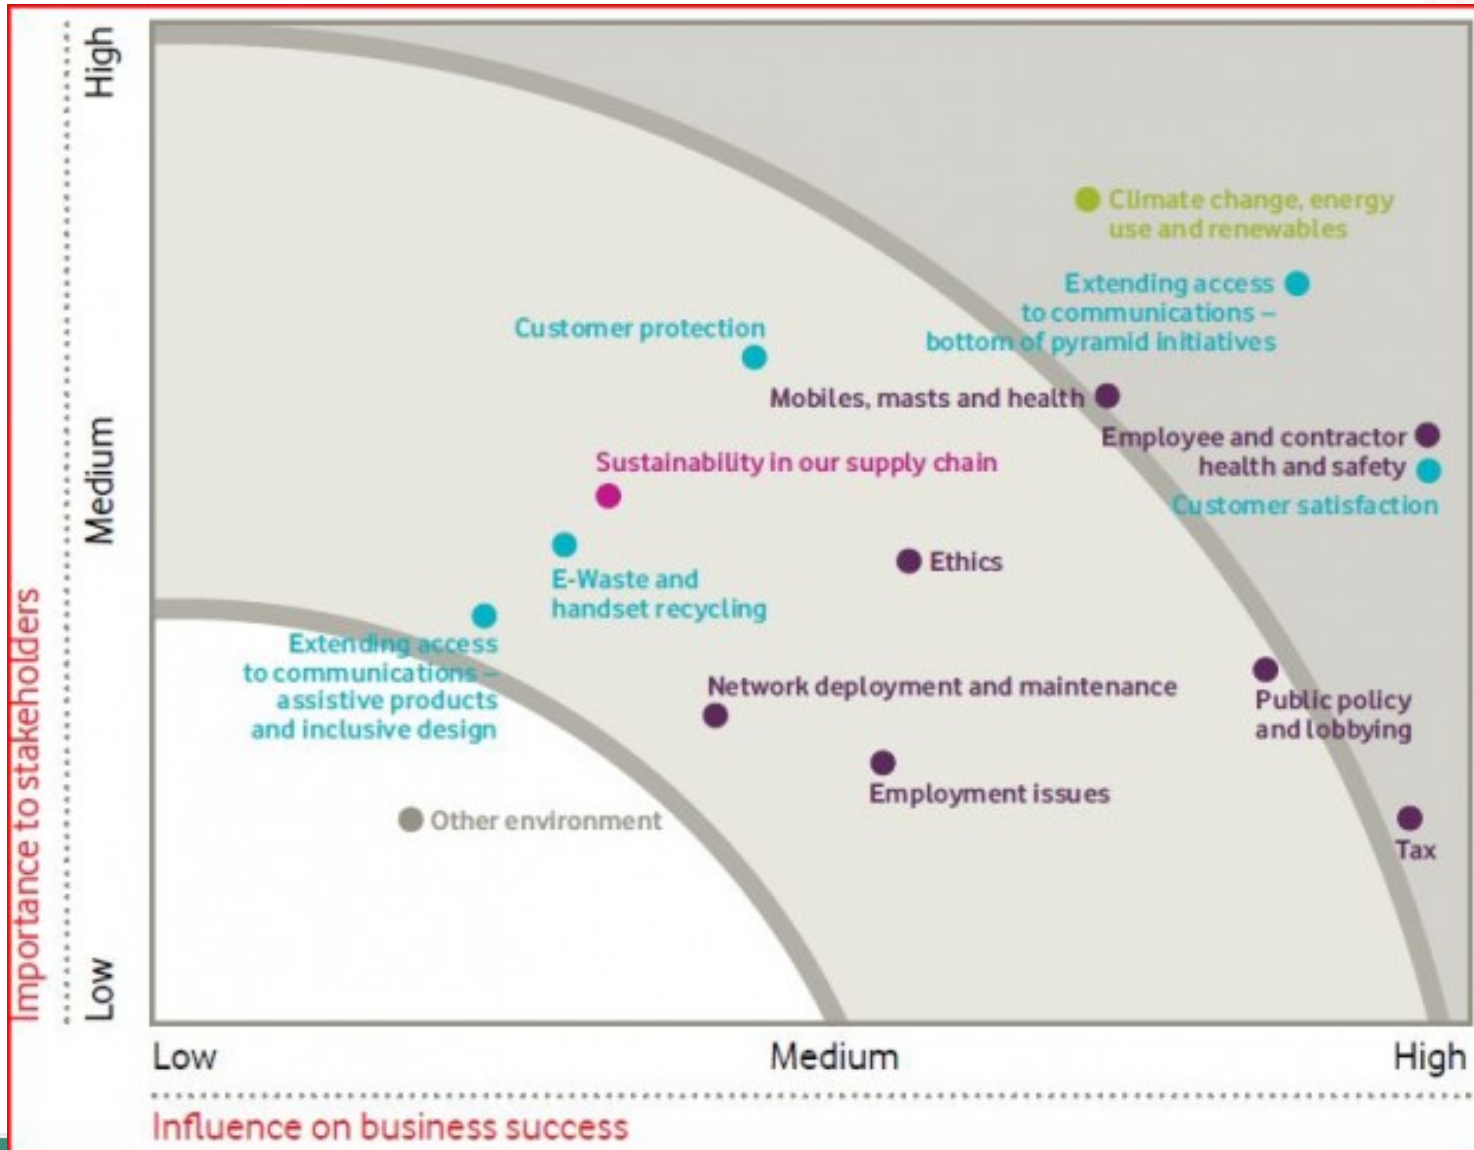 High
Climate change, energy
use and renewables
Extending access
to communications –
bottom of pyramid initiatives
Customer protection
Mobiles, masts and health
Employee and contractor
health and safety
Customer satisfaction
Medium
Sustainability in our supply chain
Ethics
E-Waste and
handset recycling
Extending access
to communications –
assistive products
and inclusive design
Network deployment and maintenance
Public policy
and lobbying
Employment issues
Other environment
Tax
Importance to stakeholders
Low
Low
Medium
High
Influence on business success